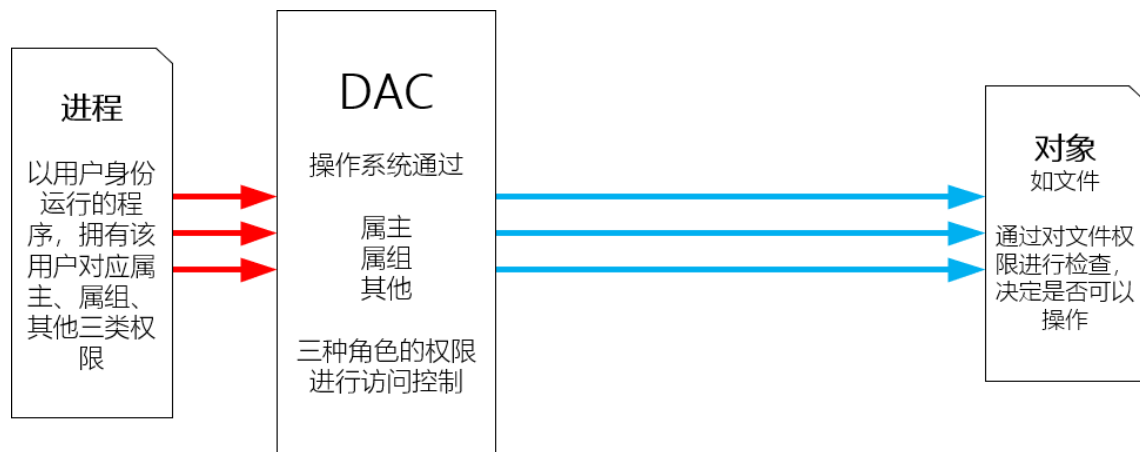 进程
以用户身份
运行的程
序，拥有该
用户对应属
主、属组、
其他三类权
限
DAC
操作系统通过
属主
属组
其他
三种角色的权限
进行访问控制
对象
如文件
通过对文件权
限进行检查，
决定是否可以
操作